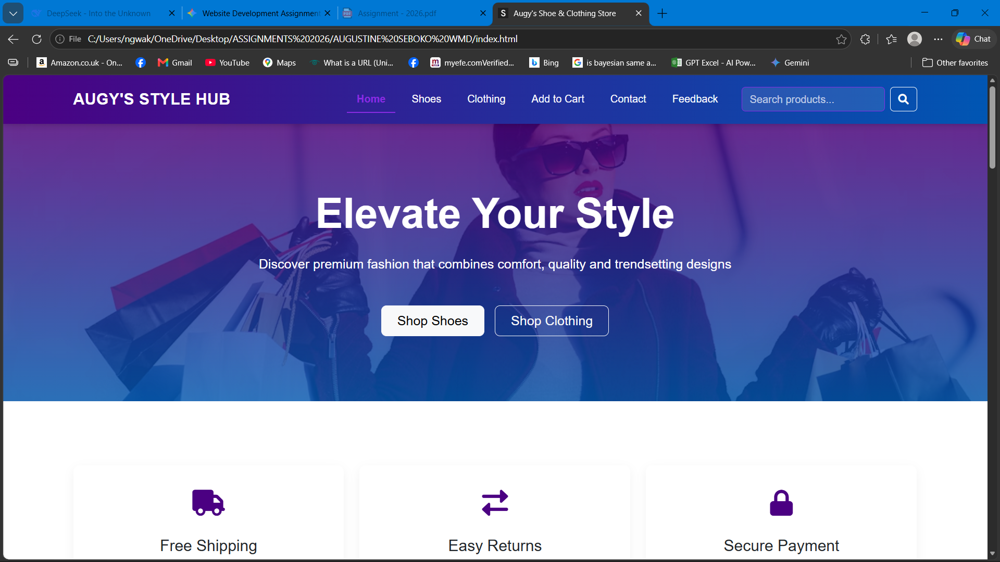 DeepSeek - Into the Unknown
Website Development Assignment
Assignment - 2026.pdf
S Augy's Shoe & Clothing Store
File C:/Users/ngwak/OneDrive/Desktop/ASSIGNMENTS%202026/AUGUSTINE%20SEBOKO%20WMD/index.html
Chat
Amazon.co.uk - On...
Gmail
YouTube
Maps
What is a URL (Uni...
myefe.comVerified...
Bing
is bayesian same a...
GPT Excel - AI Pow...
Gemini
Other favorites
AUGY'S STYLE HUB
Home
Shoes
Clothing
Add to Cart
Contact
Feedback
Search products...
Elevate Your Style
Discover premium fashion that combines comfort, quality and trendsetting designs
Shop Shoes
Shop Clothing
Free Shipping
Easy Returns
Secure Payment